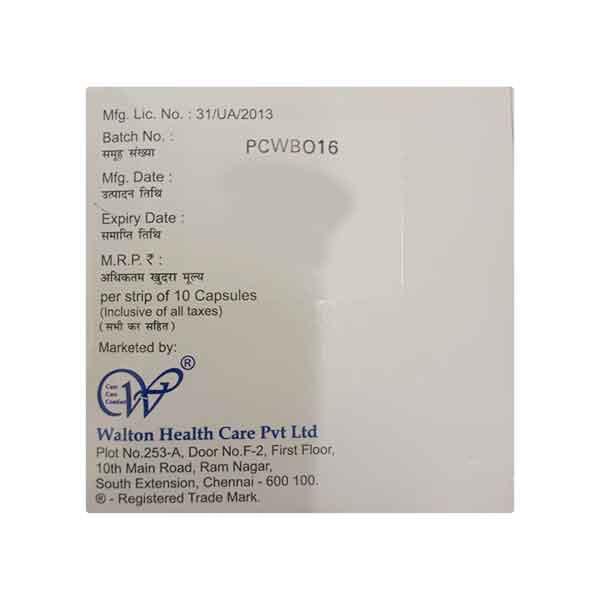 Mfg. Lic. No. : 31/UA/2013
Batch No. : PCWBO16
समूह संख्या
Mfg. Date :
उत्पादन तिथि
Expiry Date :
समाप्ति तिथि
M.R.P. ₹ :
अधिकतम खुदरा मूल्य
per strip of 10 Capsules
(Inclusive of all taxes)
(सभी कर सहित)
Marketed by:
®
Cure
Care
Comfort
W
Walton Health Care Pvt Ltd
Plot No.253-A, Door No.F-2, First Floor,
10th Main Road, Ram Nagar,
South Extension, Chennai - 600 100.
® - Registered Trade Mark.